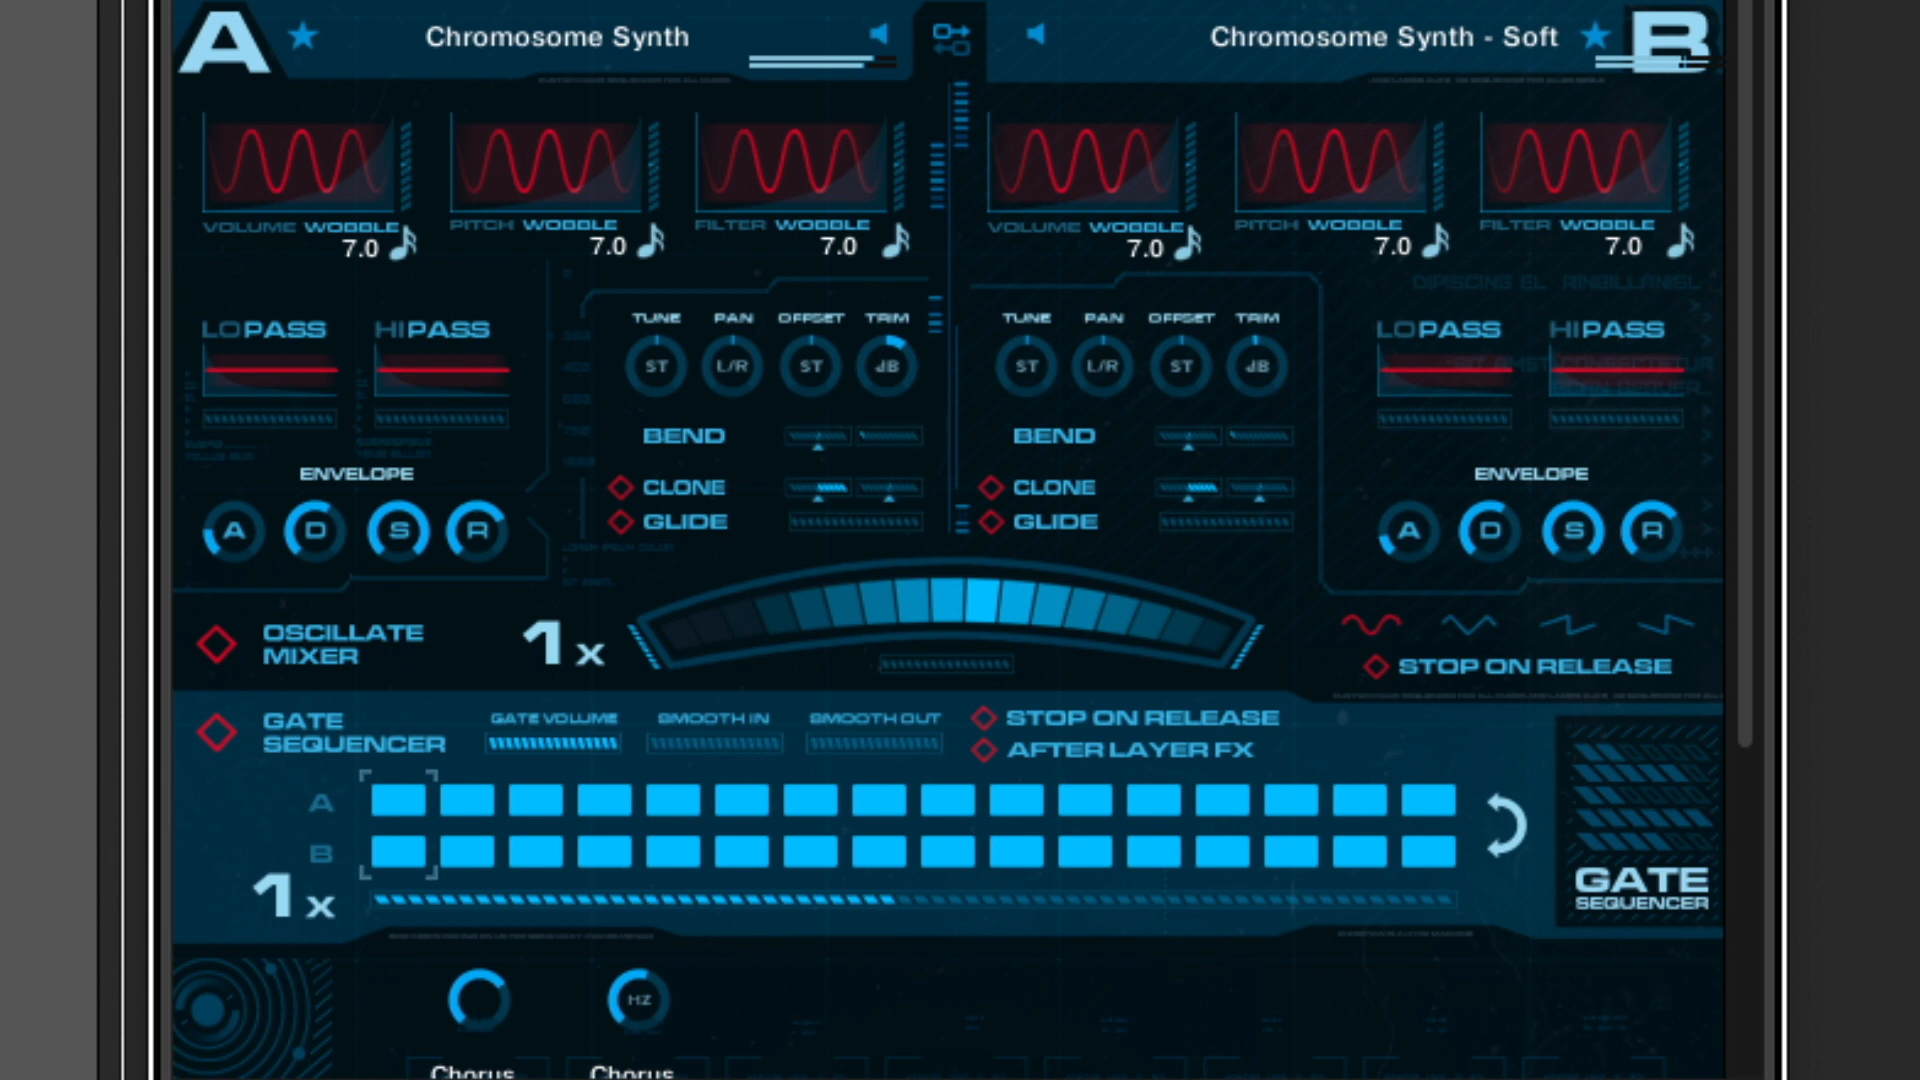 A
Chromosome Synth
Chromosome Synth - Soft
B
VOLUME WOBBLE
7.0
PITCH WOBBLE
7.0
FILTER WOBBLE
7.0
VOLUME WOBBLE
7.0
PITCH WOBBLE
7.0
FILTER WOBBLE
7.0
LOPASS
HIPASS
TUNE PAN OFFSET TRIM
ST L/R ST dB
TUNE PAN OFFSET TRIM
ST L/R ST dB
LOPASS
HIPASS
BEND
CLONE
GLIDE
BEND
CLONE
GLIDE
ENVELOPE
A D S R
ENVELOPE
A D S R
OSCILLATE
MIXER
1 x
STOP ON RELEASE
GATE
SEQUENCER
GATE VOLUME
SMOOTH IN
SMOOTH OUT
STOP ON RELEASE
AFTER LAYER FX
A
B
1 x
GATE
SEQUENCER
HZ
Chorus
Chorus